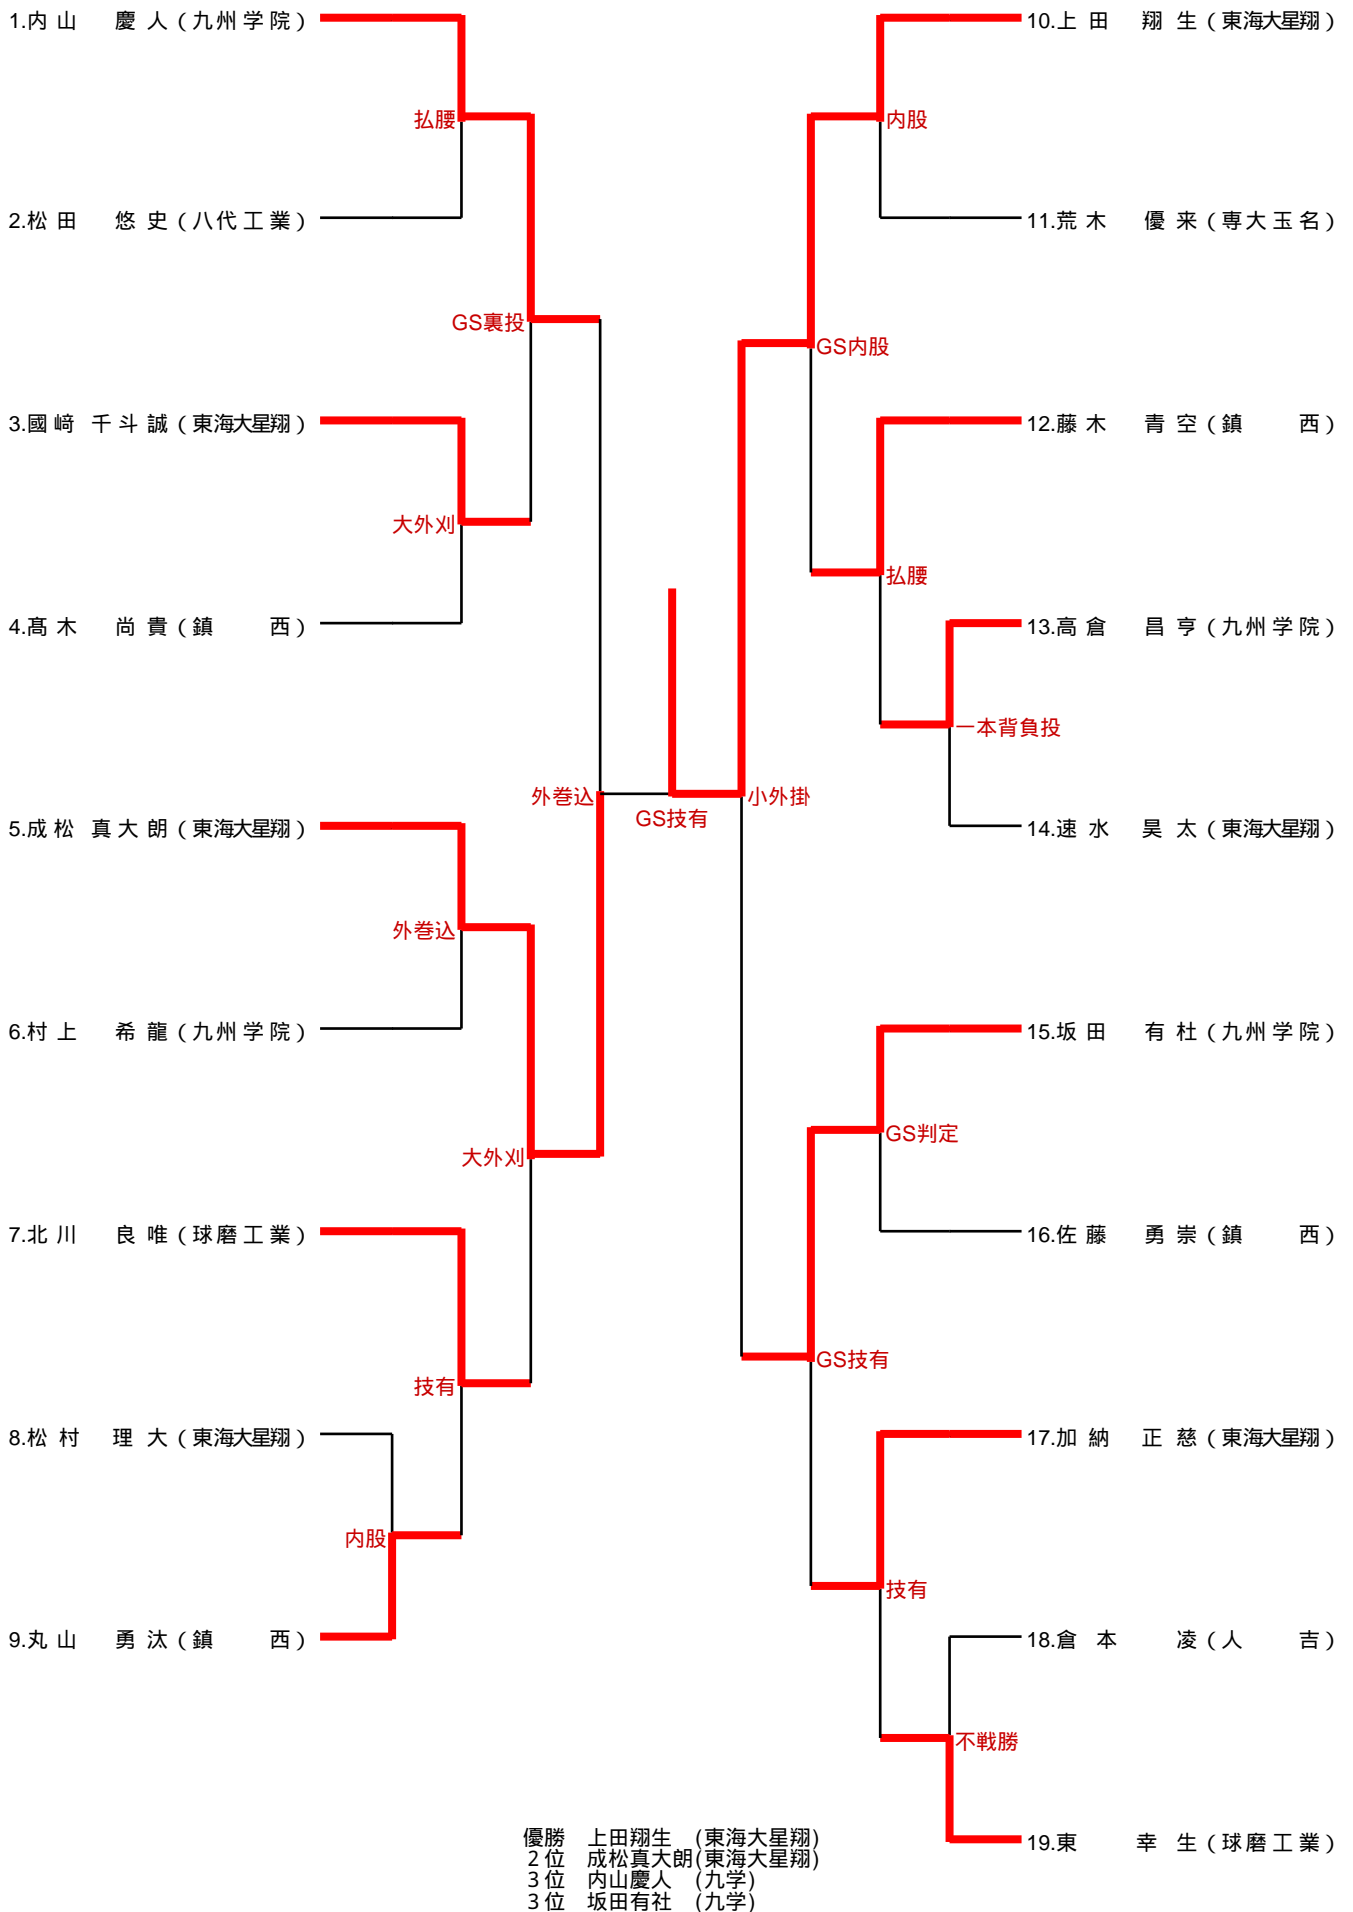 1.内山 慶人(九州学院)
払腰
2.松田 悠史(八代工業)
GS裏投
3.國﨑 千斗誠(東海大星翔)
大外刈
4.髙木 尚貴(鎮 西)
外巻込
5.成松 真大朗(東海大星翔)
外巻込
6.村上 希龍(九州学院)
大外刈
7.北川 良唯(球磨工業)
技有
8.松村 理大(東海大星翔)
内股
9.丸山 勇汰(鎮 西)
GS技有
10.上田 翔生(東海大星翔)
内股
11.荒木 優来(専大玉名)
GS内股
12.藤木 青空(鎮 西)
払腰
13.高倉 昌亨(九州学院)
一本背負投
14.速水 昊太(東海大星翔)
小外掛
15.坂田 有杜(九州学院)
GS判定
16.佐藤 勇崇(鎮 西)
GS技有
17.加納 正慈(東海大星翔)
技有
18.倉本 凌(人 吉)
不戦勝
19.東 幸生(球磨工業)
優勝 上田翔生 (東海大星翔)
2位 成松真大朗(東海大星翔)
3位 内山慶人 (九学)
3位 坂田有社 (九学)